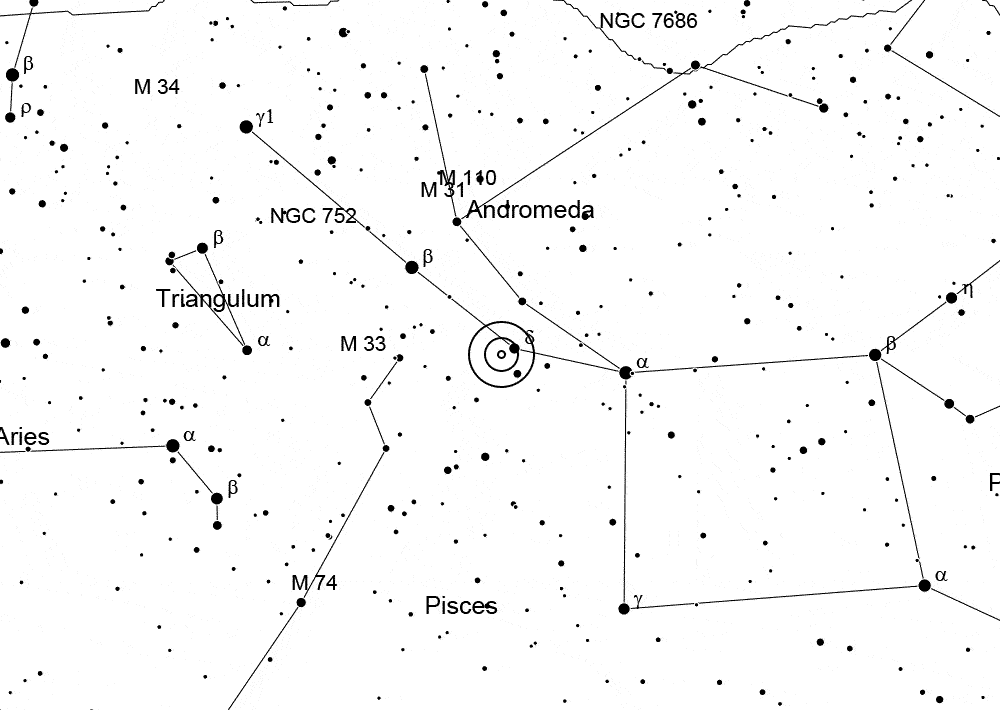 NGC 7686
β
M 34
ρ
γ1
M 110
M 31
Andromeda
NGC 752
β
β
η
Triangulum
δ
α
M 33
α
β
Aries
α
β
P
M 74
α
Pisces
γ